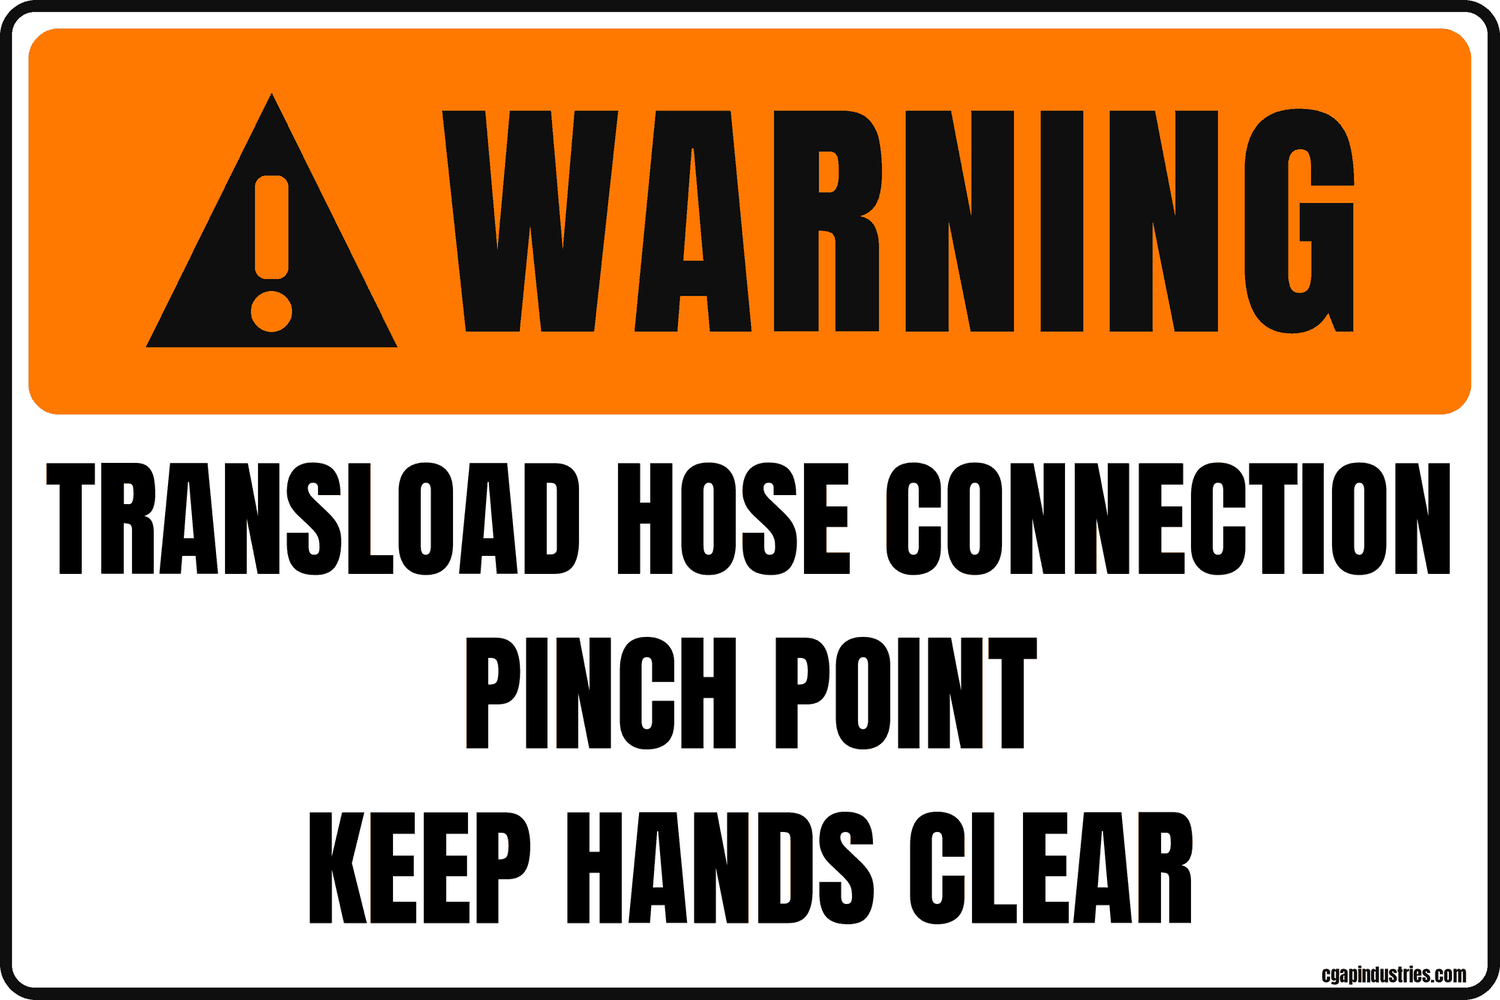 WARNING
TRANSLOAD HOSE CONNECTION
PINCH POINT
KEEP HANDS CLEAR
cgapindustries.com